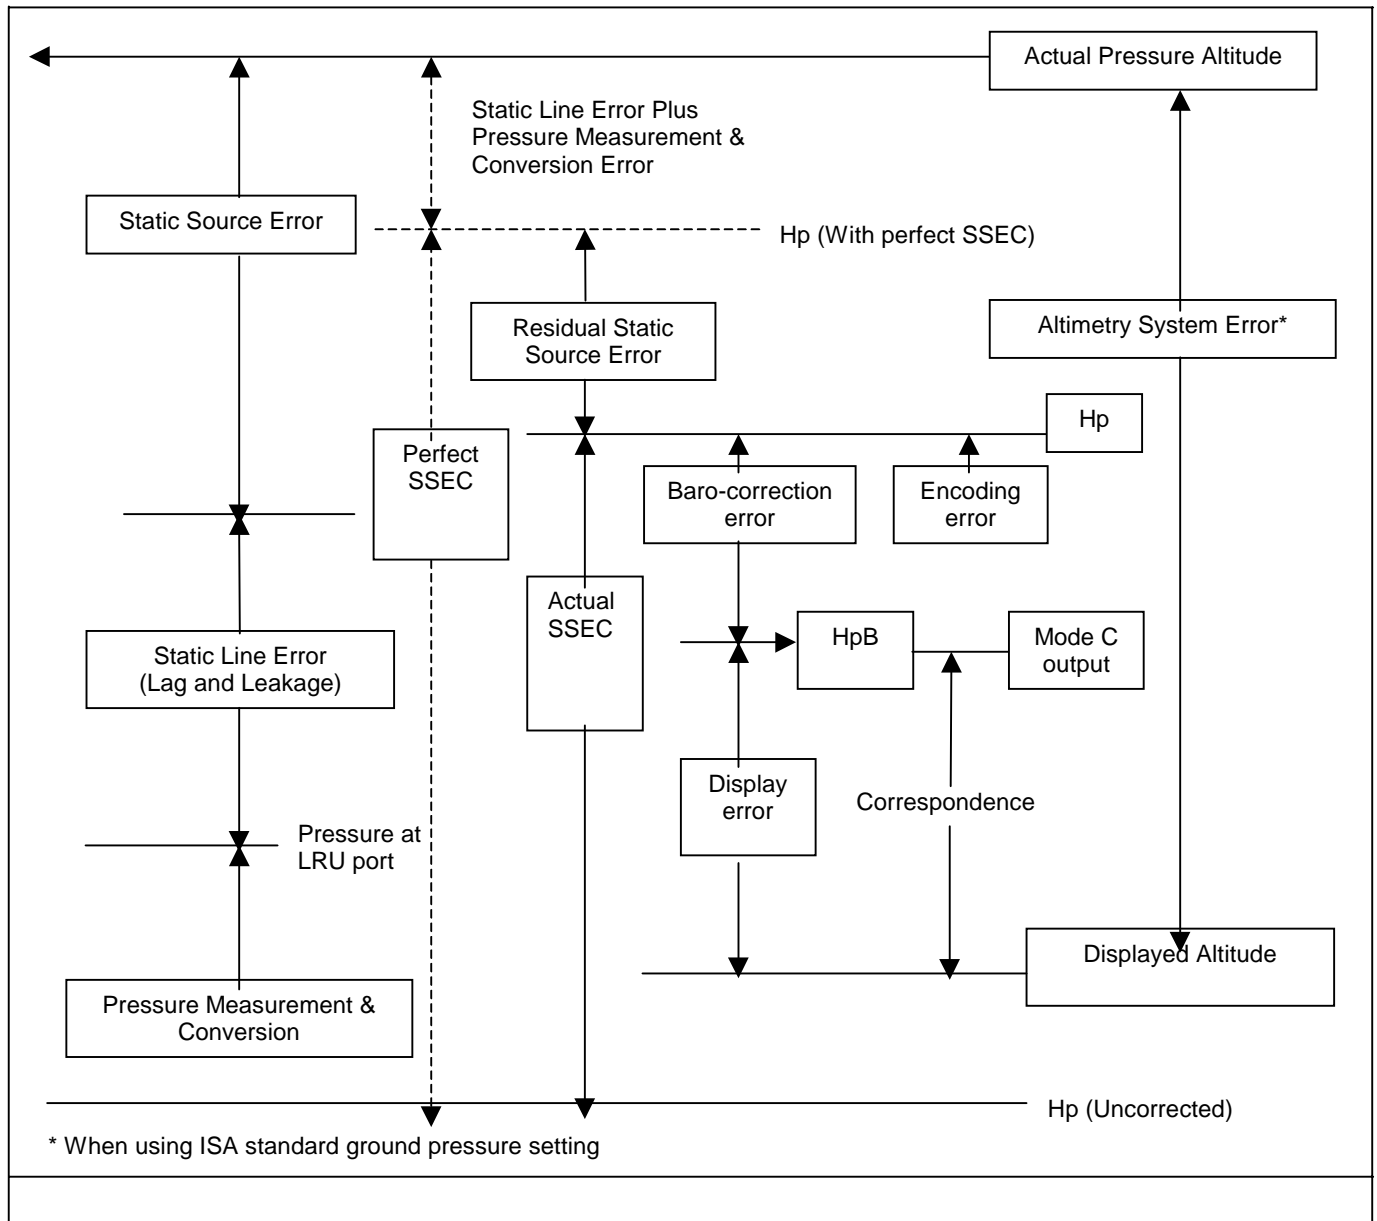 Actual Pressure Altitude
Static Line Error Plus
Pressure Measurement &
Conversion Error
Static Source Error
Hp (With perfect SSEC)
Residual Static
Source Error
Altimetry System Error*
Hp
Perfect
SSEC
Baro-correction
error
Encoding
error
Actual
SSEC
HpB
Mode C
output
Static Line Error
(Lag and Leakage)
Display
error
Correspondence
Pressure at
LRU port
Displayed Altitude
Pressure Measurement &
Conversion
Hp (Uncorrected)
* When using ISA standard ground pressure setting